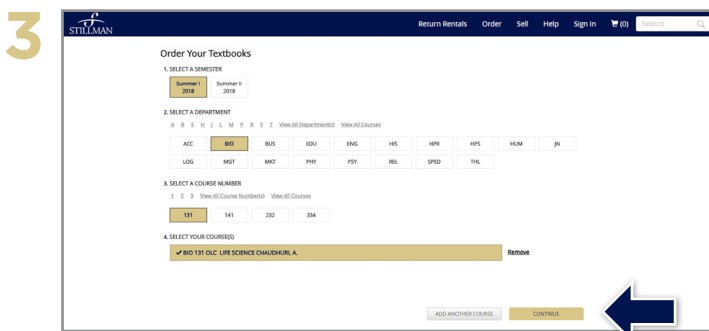 3
STILLMAN
Return Rentals Order Sell Help Sign In (0) Search
Order Your Textbooks
1. SELECT A SEMESTER
Summer I 2018
Summer II 2018
2. SELECT A DEPARTMENT
A B E H J L M P R S T View All Department(s) View All Courses
ACC BIO BUS EDU ENG HIS HPR HPS HUM JN
LOG MGT MKT PHY PSY REL SPED THL
3. SELECT A COURSE NUMBER
1 2 3 View All Course Number(s) View All Courses
131 141 232 334
4. SELECT YOUR COURSE(S)
BIO 131 OLC LIFE SCIENCE CHAUDHURI, A. Remove
ADD ANOTHER COURSE CONTINUE